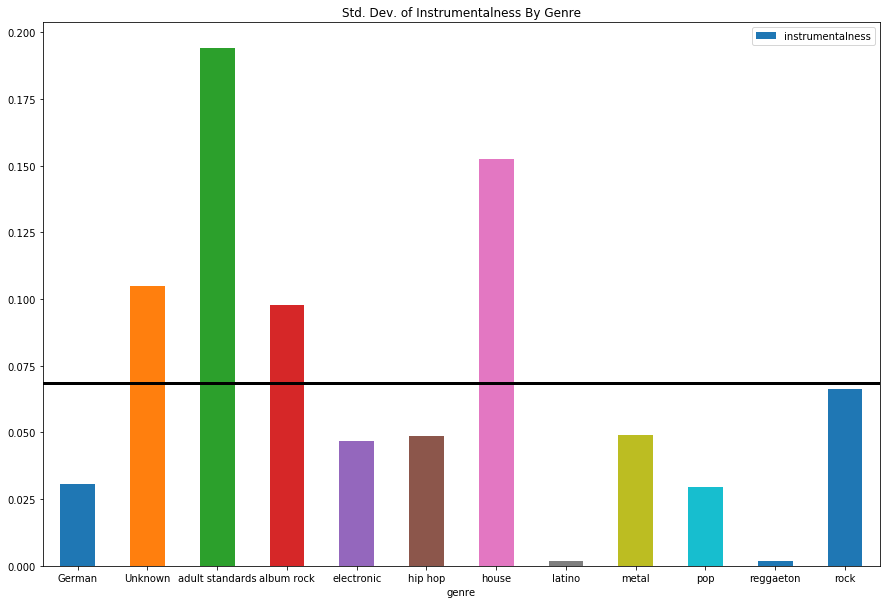 Std. Dev. of Instrumentalness By Genre
instrumentalness
0.200
0.175
0.150
0.125
0.100
0.075
0.050
0.025
0.000
German Unknown adult standards album rock electronic hip hop house latino metal pop reggaeton rock
genre